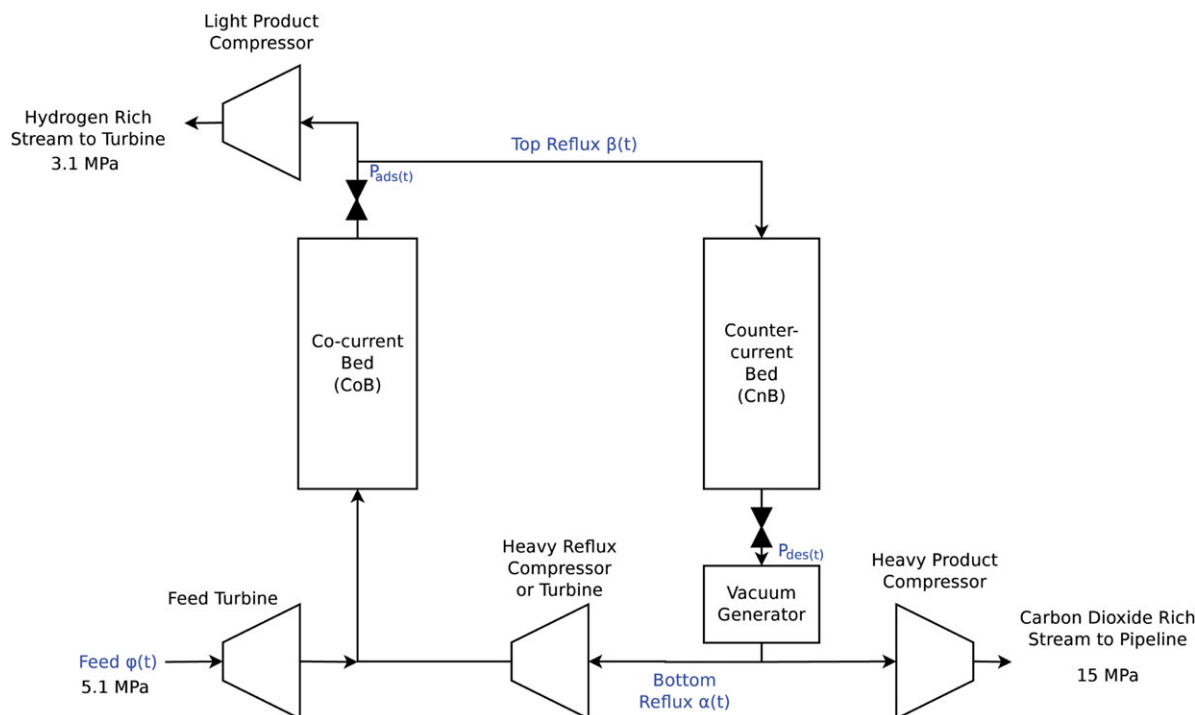 Light Product
Compressor
Hydrogen Rich
Stream to Turbine
3.1 MPa
Top Reflux β(t)
Pads(t)
Co-current
Bed
(CoB)
Counter-
current
Bed
(CnB)
Pdes(t)
Heavy Reflux
Compressor
or Turbine
Vacuum
Generator
Heavy Product
Compressor
Feed Turbine
Feed φ(t)
5.1 MPa
Bottom
Reflux α(t)
Carbon Dioxide Rich
Stream to Pipeline
15 MPa